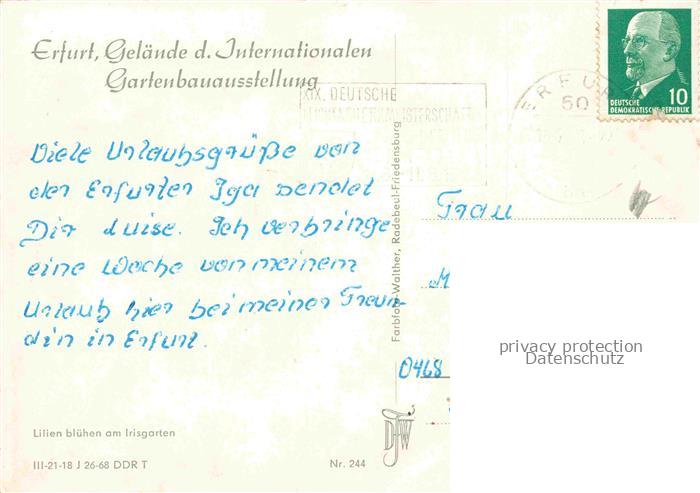 Erfurt, Gelände d. Internationalen
Gartenbauausstellung
XIX. DEUTSCHE
ERFURT
50
10
DEUTSCHE
DEMOKRATISCHE REPUBLIK
Viele Urlaubsgrüße von
der Erfurter Iga sendet
Dir Luise. Ich verbringe
eine Woche von meinem
Urlaub hier bei meiner Freun-
din in Erfurt.
Farbfoto-Walther, Radebeul-Friedensburg
Frau
M
0468
privacy protection
Datenschutz
Lilien blühen am Irisgarten
III-21-18 J 26-68 DDR T
Nr. 244
DFW